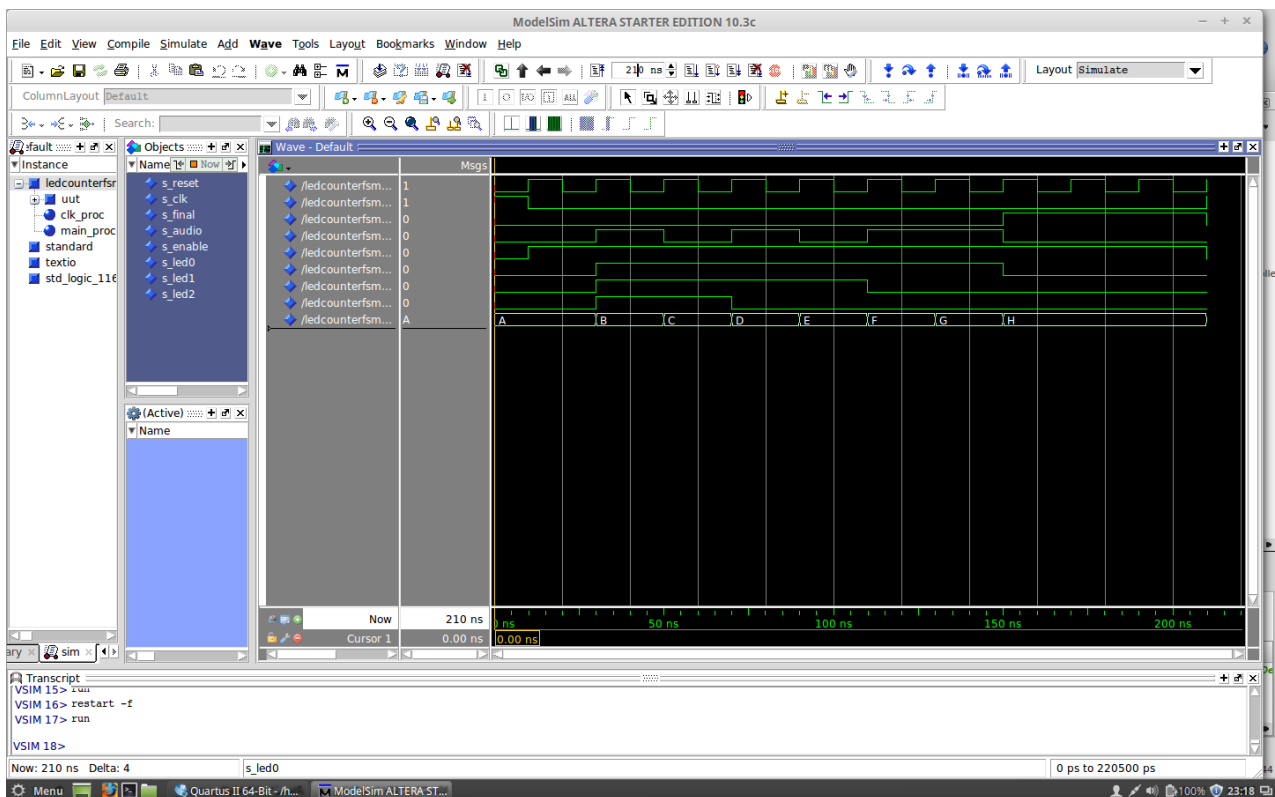 ModelSim ALTERA STARTER EDITION 10.3c
File Edit View Compile Simulate Add Wave Tools Layout Bookmarks Window Help
210 ns
Layout Simulate
ColumnLayout Default
Search:
Objects
Wave - Default
Instance
Name
Now
Msgs
ledcounterfsm
uut
clk_proc
main_proc
standard
textio
std_logic_116
s_reset
s_clk
s_final
s_audio
s_enable
s_led0
s_led1
s_led2
/ledcounterfsm... 1
/ledcounterfsm... 1
/ledcounterfsm... 0
/ledcounterfsm... 0
/ledcounterfsm... 0
/ledcounterfsm... 0
/ledcounterfsm... 0
/ledcounterfsm... 0
/ledcounterfsm... A
A B C D E F G H
(Active)
Name
Now 210 ns
ns 50 ns 100 ns 150 ns 200 ns
Cursor 1 0.00 ns 0.00 ns
ary sim
Transcript
VSIM 15> run
VSIM 16> restart -f
VSIM 17> run
VSIM 18>
Now: 210 ns Delta: 4 s_led0 0 ps to 220500 ps
Menu Quartus II 64-Bit - /h... ModelSim ALTERA ST... 100% 23:18